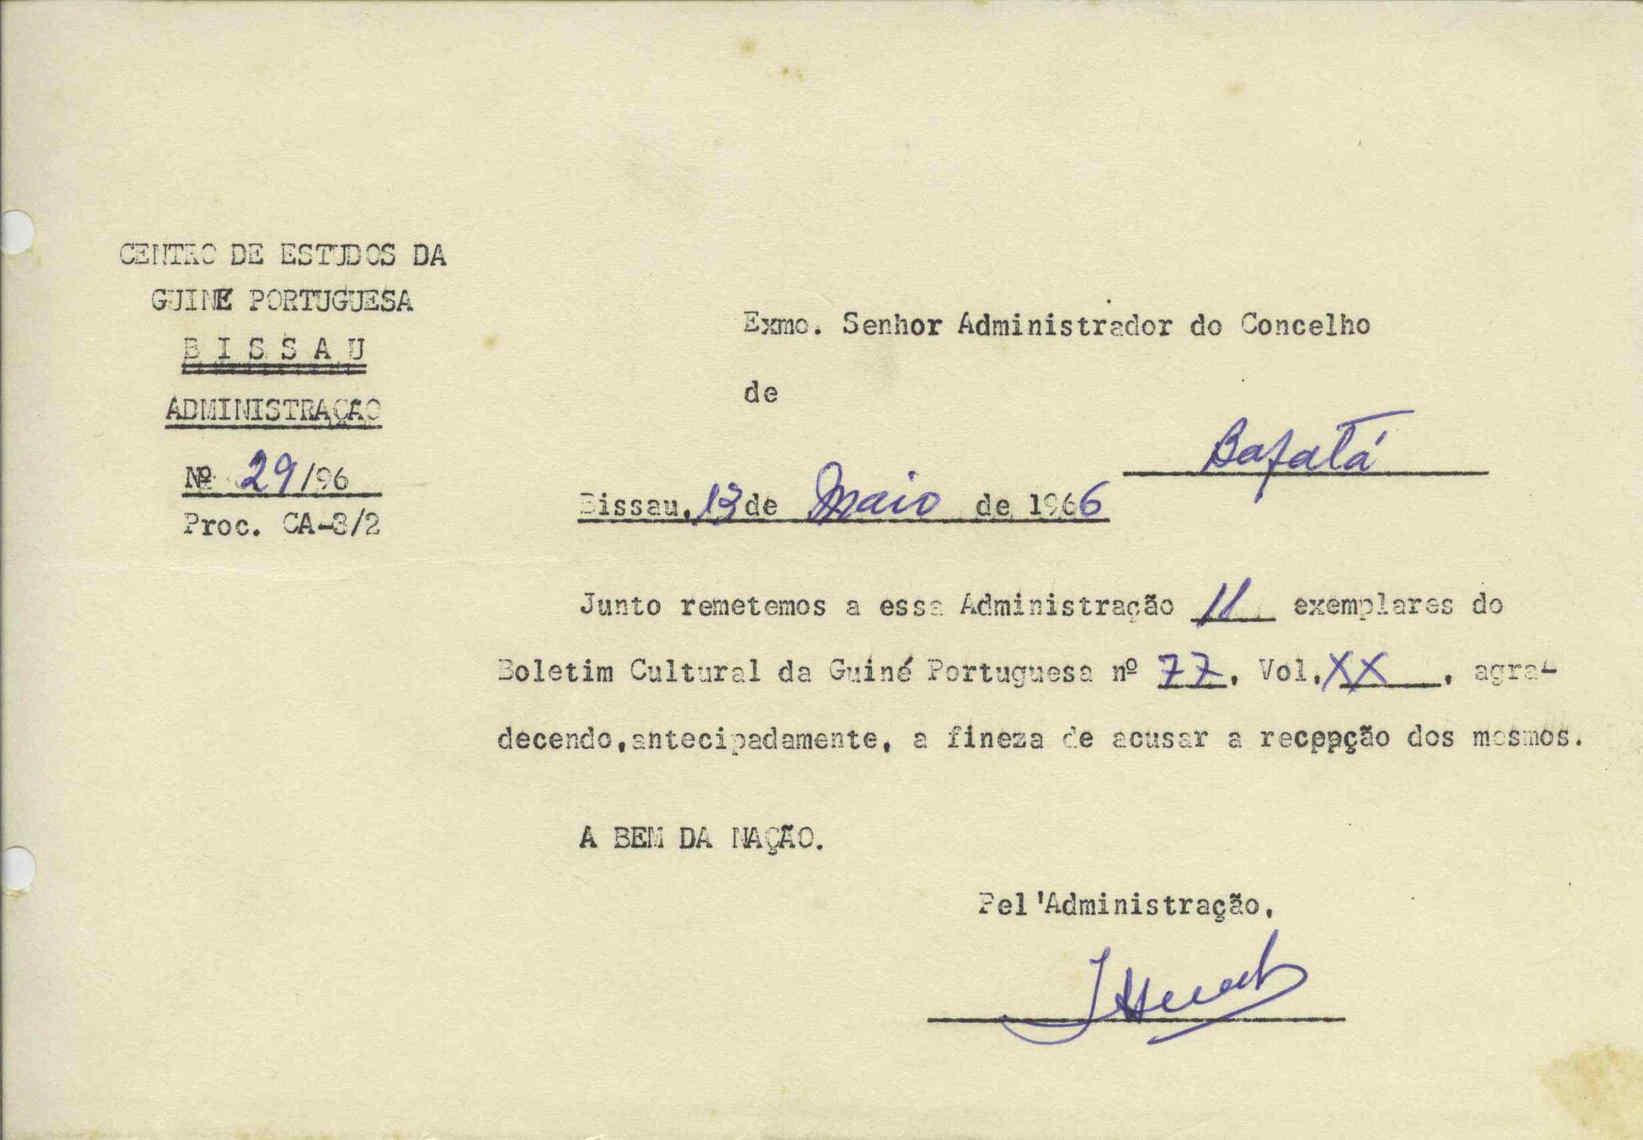 CENTRO DE ESTUDOS DA
GUINÉ PORTUGUESA
B I S S A U
ADMINISTRAÇÃO
Nº 29/96
Proc. CA-3/2
Exmo. Senhor Administrador do Concelho
de
Bafatá
Bissau, 13 de Maio de 1966
Junto remetemos a essa Administração 11 exemplares do
Boletim Cultural da Guiné Portuguesa nº 77, Vol. XX, agra-
decendo, antecipadamente, a fineza de acusar a recepção dos mesmos.
A BEM DA NAÇÃO.
Pel'Administração,